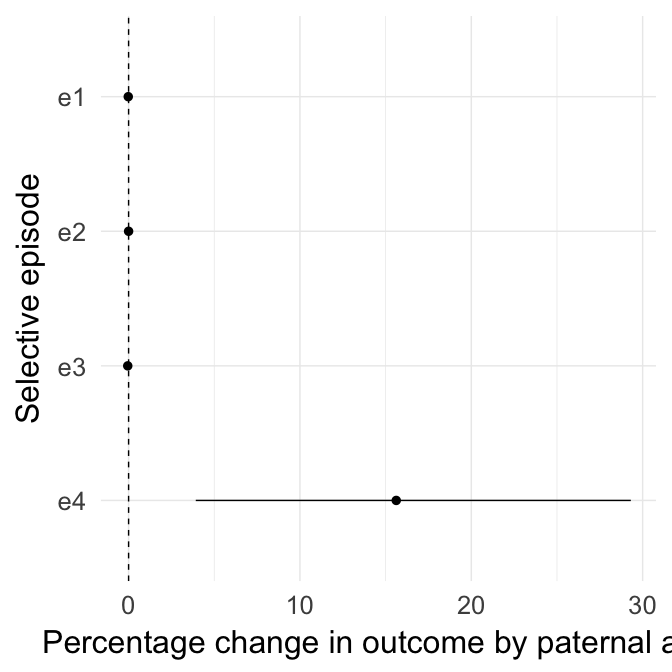 Selective episode
e1
e2
e3
e4
0 10 20 30
Percentage change in outcome by paternal a